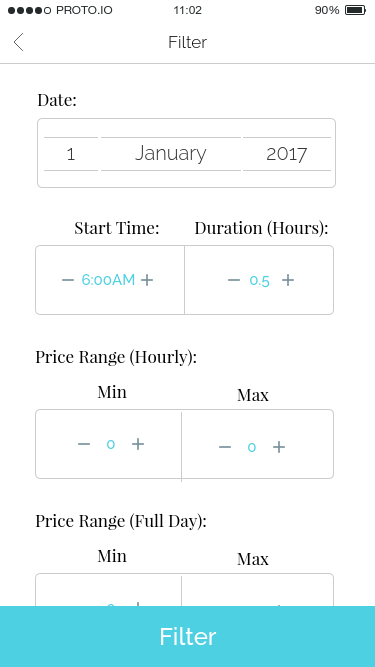 PROTO.IO 11:02 90%
Filter
Date:
1 January 2017
Start Time: Duration (Hours):
− 6:00AM + − 0.5 +
Price Range (Hourly):
Min Max
− 0 + − 0 +
Price Range (Full Day):
Min Max
Filter